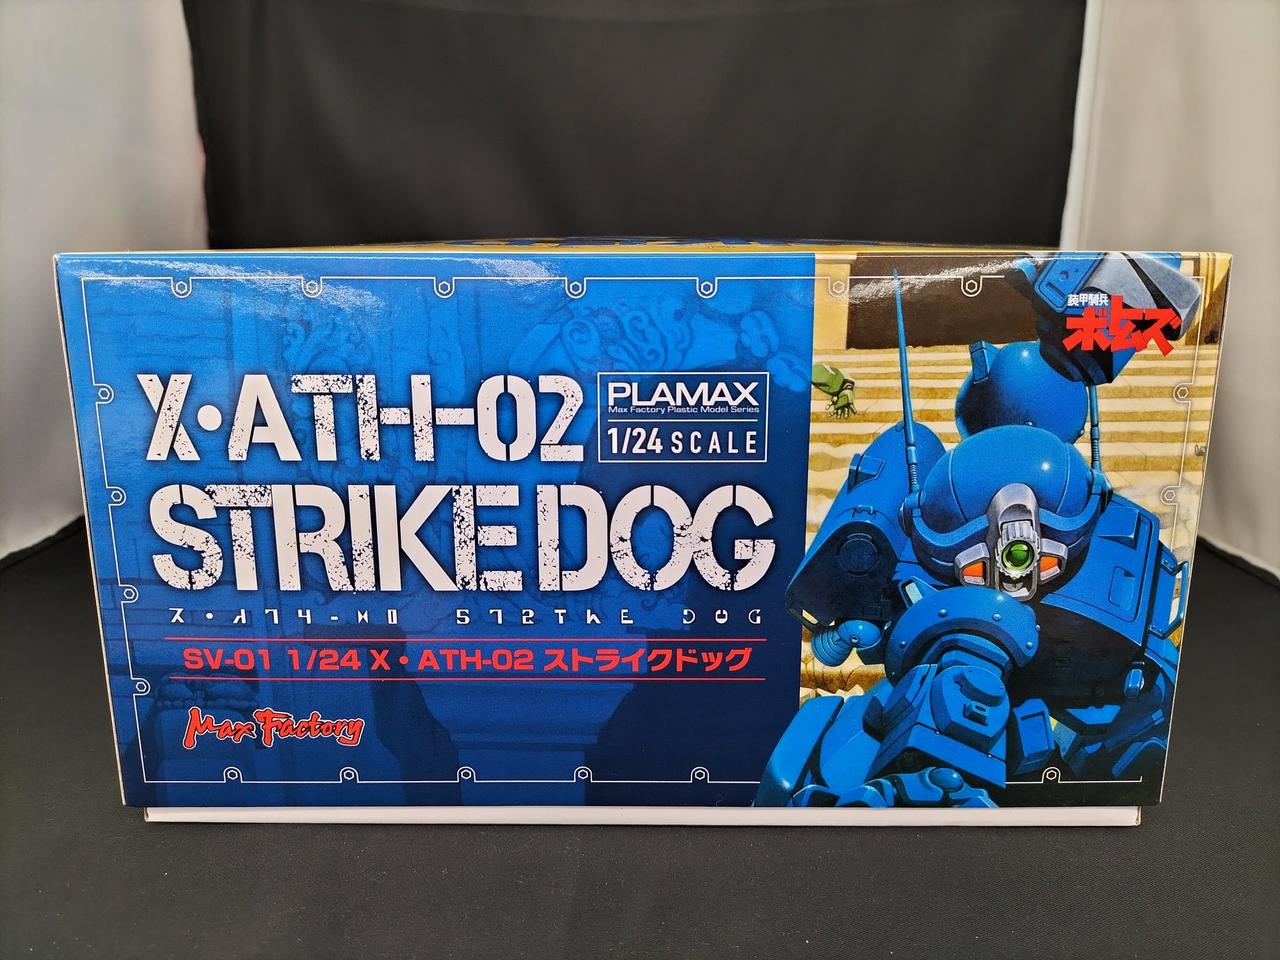 装甲騎兵
ボトムズ
X·ATH-02
PLAMAX
Max Factory Plastic Model Series
1/24 SCALE
STRIKE DOG
SV-01 1/24 X・ATH-02 ストライクドッグ
Max Factory